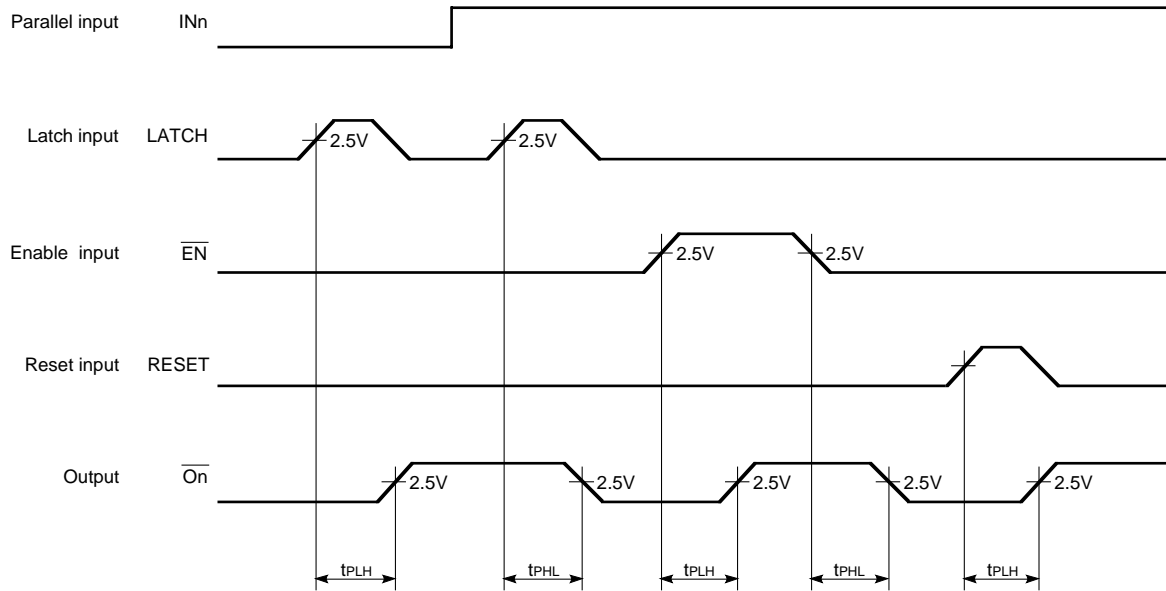 Parallel input INn
Latch input LATCH
2.5V 2.5V
Enable input EN
2.5V 2.5V
Reset input RESET
Output On
2.5V 2.5V 2.5V 2.5V 2.5V
tPLH tPHL tPLH tPHL tPLH